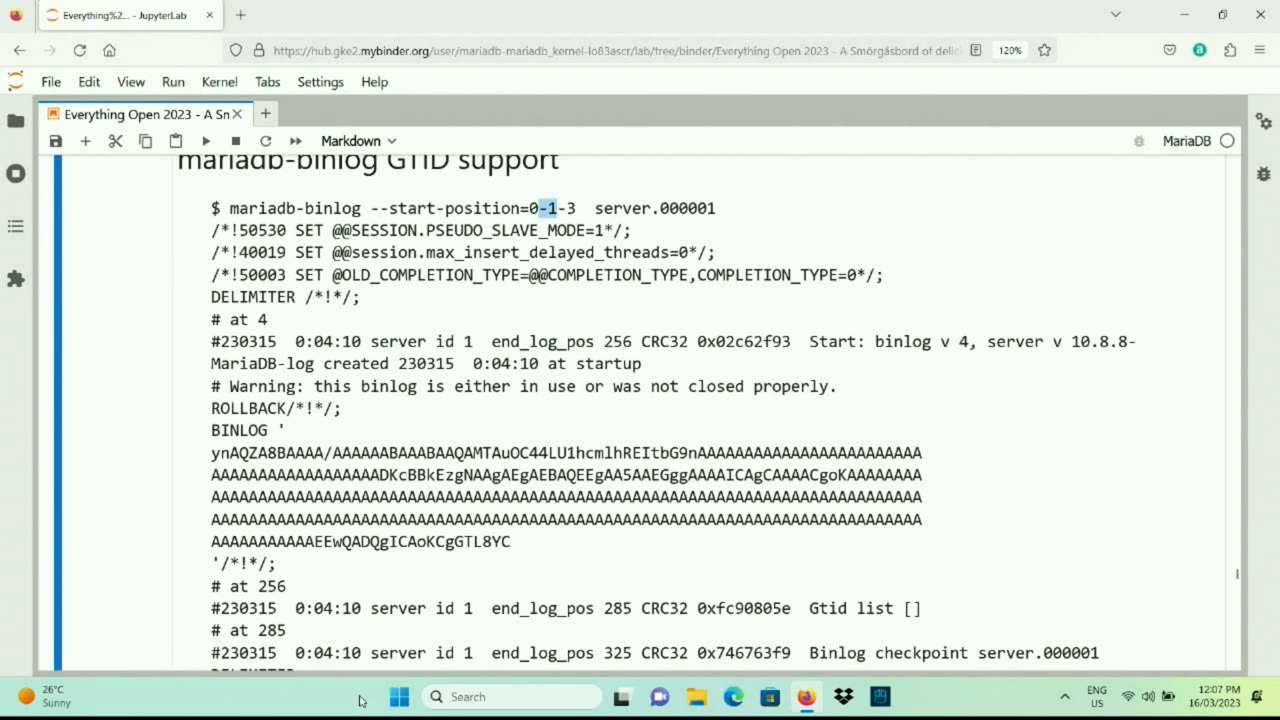 Everything%2... - JupyterLab
https://hub.gke2.mybinder.org/user/mariadb-mariadb_kernel-lo83ascr/lab/tree/binder/Everything Open 2023 - A Smörgåsbord of delic
120%
File Edit View Run Kernel Tabs Settings Help
Everything Open 2023 - A Sn
Markdown
MariaDB
mariadb-binlog GTID support
$ mariadb-binlog --start-position=0-1-3  server.000001
/*!50530 SET @@SESSION.PSEUDO_SLAVE_MODE=1*/;
/*!40019 SET @@session.max_insert_delayed_threads=0*/;
/*!50003 SET @OLD_COMPLETION_TYPE=@@COMPLETION_TYPE,COMPLETION_TYPE=0*/;
DELIMITER /*!*/;
# at 4
#230315  0:04:10 server id 1  end_log_pos 256 CRC32 0x02c62f93  Start: binlog v 4, server v 10.8.8-
MariaDB-log created 230315  0:04:10 at startup
# Warning: this binlog is either in use or was not closed properly.
ROLLBACK/*!*/;
BINLOG '
ynAQZA8BAAAA/AAAAAABAAABAAQAMTAuOC44LU1hcmlhREItbG9nAAAAAAAAAAAAAAAAAAAAAAAA
AAAAAAAAAAAAAAAAAADKcBBkEzgNAAgAEgAEBAQEEgAA5AAEGggAAAAICAgCAAAACgoKAAAAAAAA
AAAAAAAAAAAAAAAAAAAAAAAAAAAAAAAAAAAAAAAAAAAAAAAAAAAAAAAAAAAAAAAAAAAAAAAAAAAA
AAAAAAAAAAAAAAAAAAAAAAAAAAAAAAAAAAAAAAAAAAAAAAAAAAAAAAAAAAAAAAAAAAAAAAAAAAAA
AAAAAAAAAAAEEwQADQgICAoKCgGTL8YC
'/*!*/;
# at 256
#230315  0:04:10 server id 1  end_log_pos 285 CRC32 0xfc90805e  Gtid list []
# at 285
#230315  0:04:10 server id 1  end_log_pos 325 CRC32 0x746763f9  Binlog checkpoint server.000001
26°C
Sunny
Search
ENG
US
12:07 PM
16/03/2023